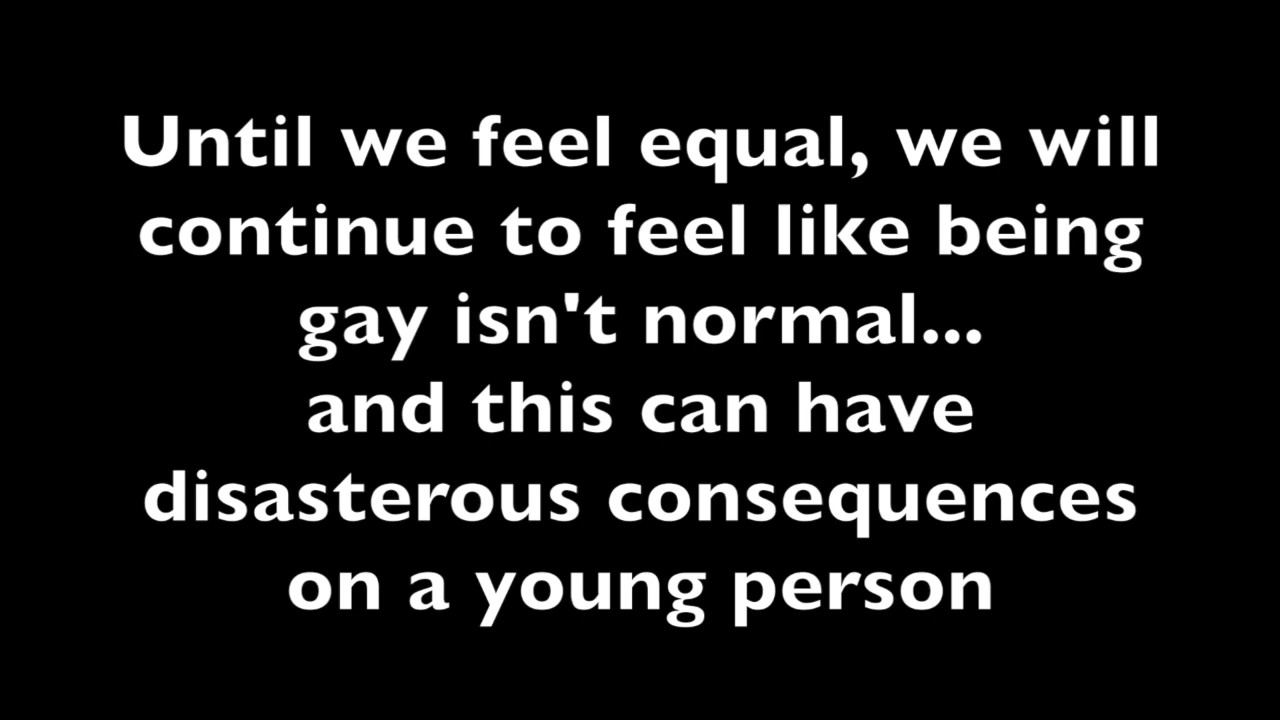 Until we feel equal, we will
continue to feel like being
gay isn't normal...
and this can have
disasterous consequences
on a young person